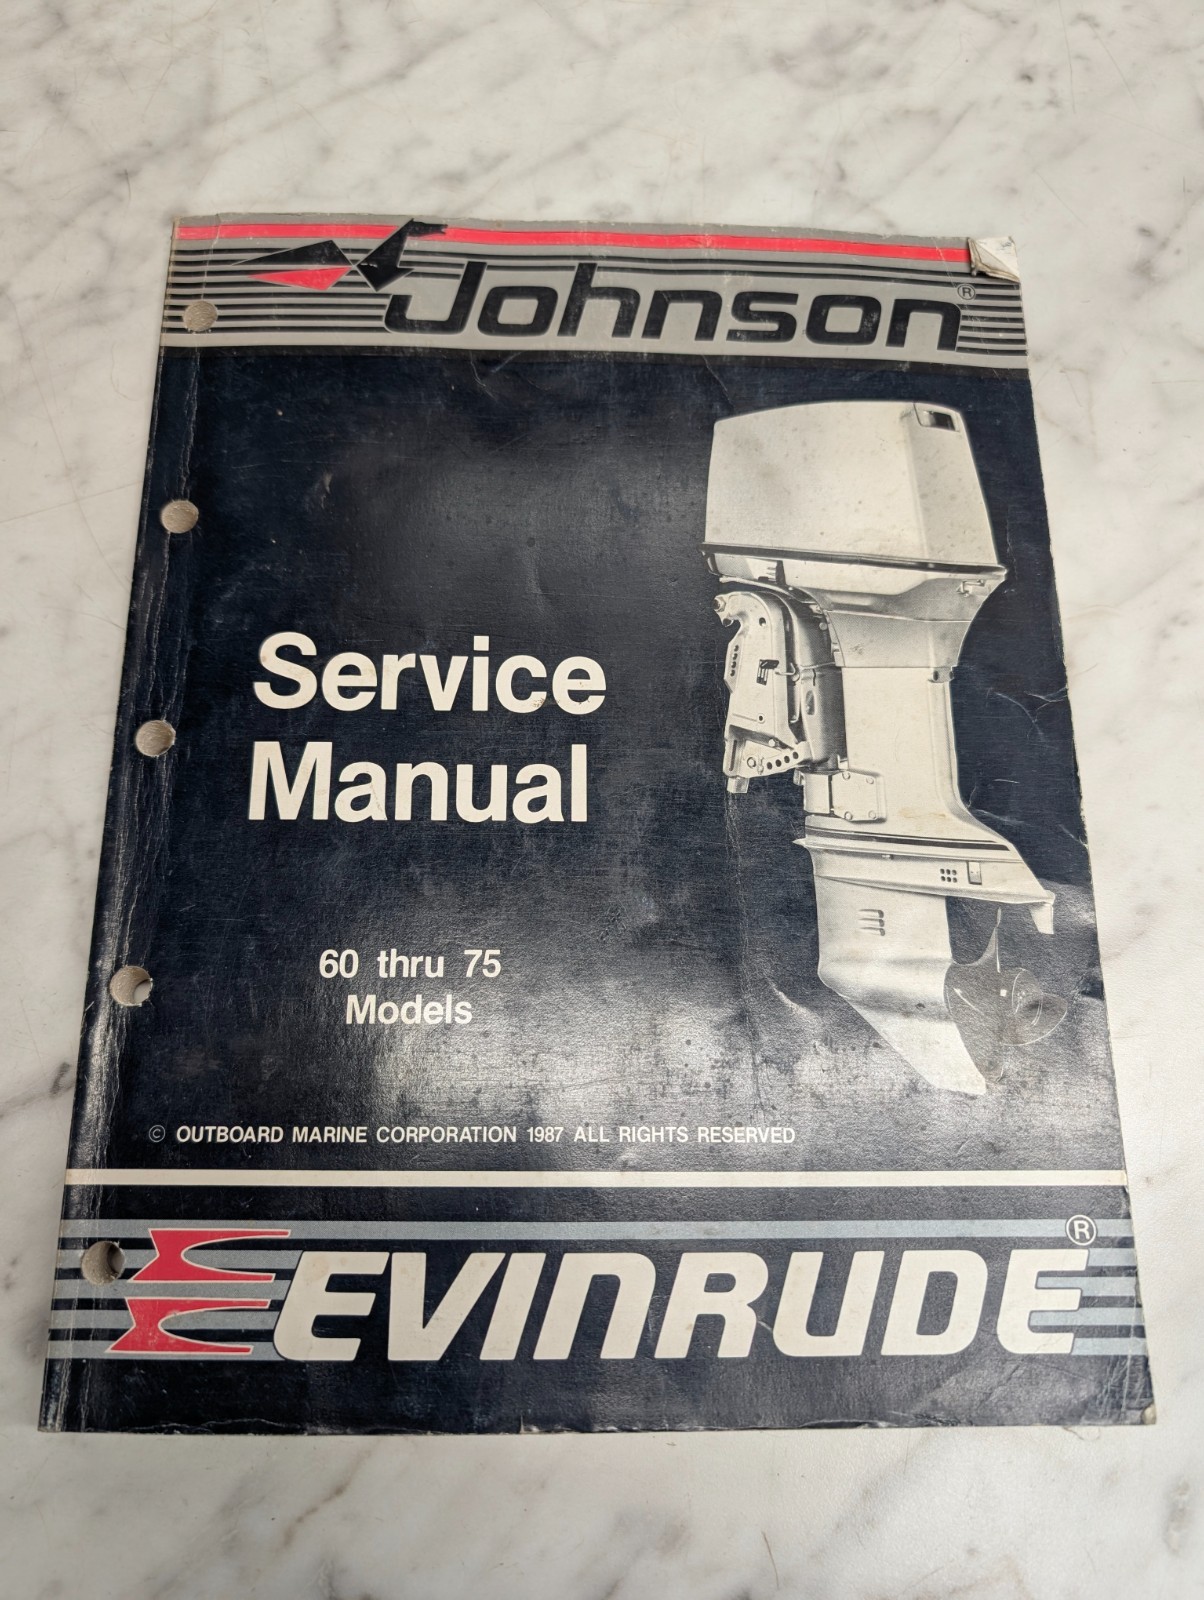 Johnson®
Service
Manual
60 thru 75
Models
© OUTBOARD MARINE CORPORATION 1987 ALL RIGHTS RESERVED
EVINRUDE®